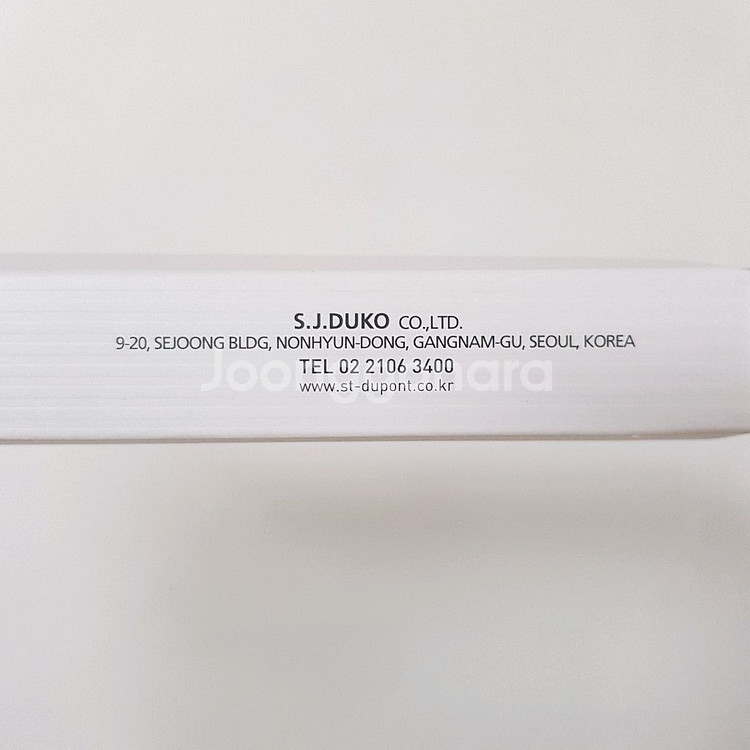 S.J.DUKO CO.,LTD.
9-20, SEJOONG BLDG, NONHYUN-DONG, GANGNAM-GU, SEOUL, KOREA
TEL 02 2106 3400
Joonggonara
www.st-dupont.co.kr